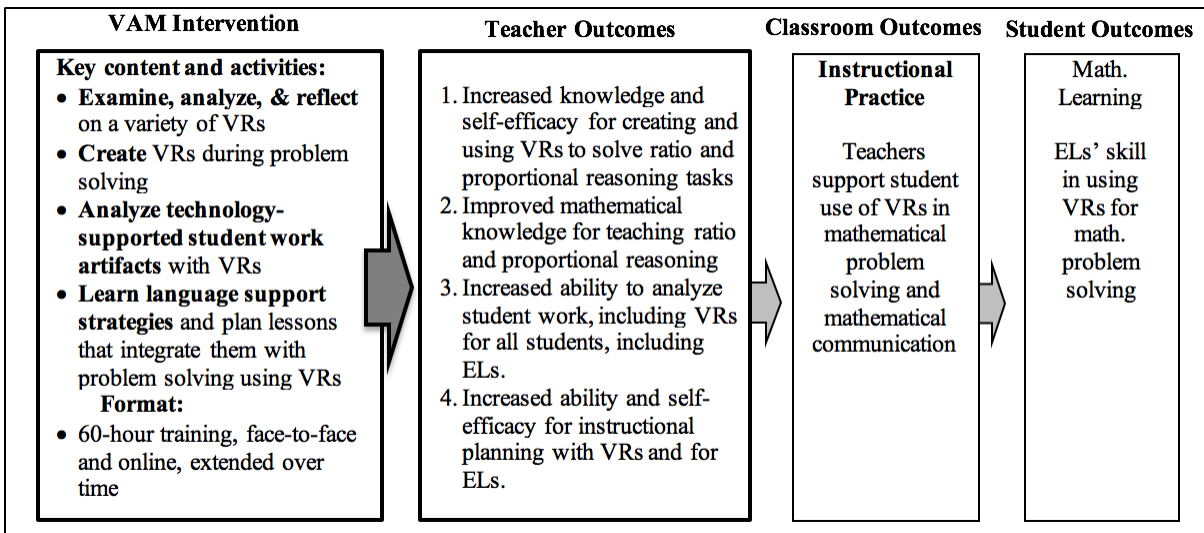 VAM Intervention
Key content and activities:
• Examine, analyze, & reflect
on a variety of VRs
• Create VRs during problem
solving
• Analyze technology-
supported student work
artifacts with VRs
• Learn language support
strategies and plan lessons
that integrate them with
problem solving using VRs
Format:
• 60-hour training, face-to-face
and online, extended over
time
Teacher Outcomes
1. Increased knowledge and
self-efficacy for creating and
using VRs to solve ratio and
proportional reasoning tasks
2. Improved mathematical
knowledge for teaching ratio
and proportional reasoning
3. Increased ability to analyze
student work, including VRs
for all students, including
ELs.
4. Increased ability and self-
efficacy for instructional
planning with VRs and for
ELs.
Classroom Outcomes
Instructional
Practice
Teachers
support student
use of VRs in
mathematical
problem
solving and
mathematical
communication
Student Outcomes
Math.
Learning
ELs’ skill
in using
VRs for
math.
problem
solving